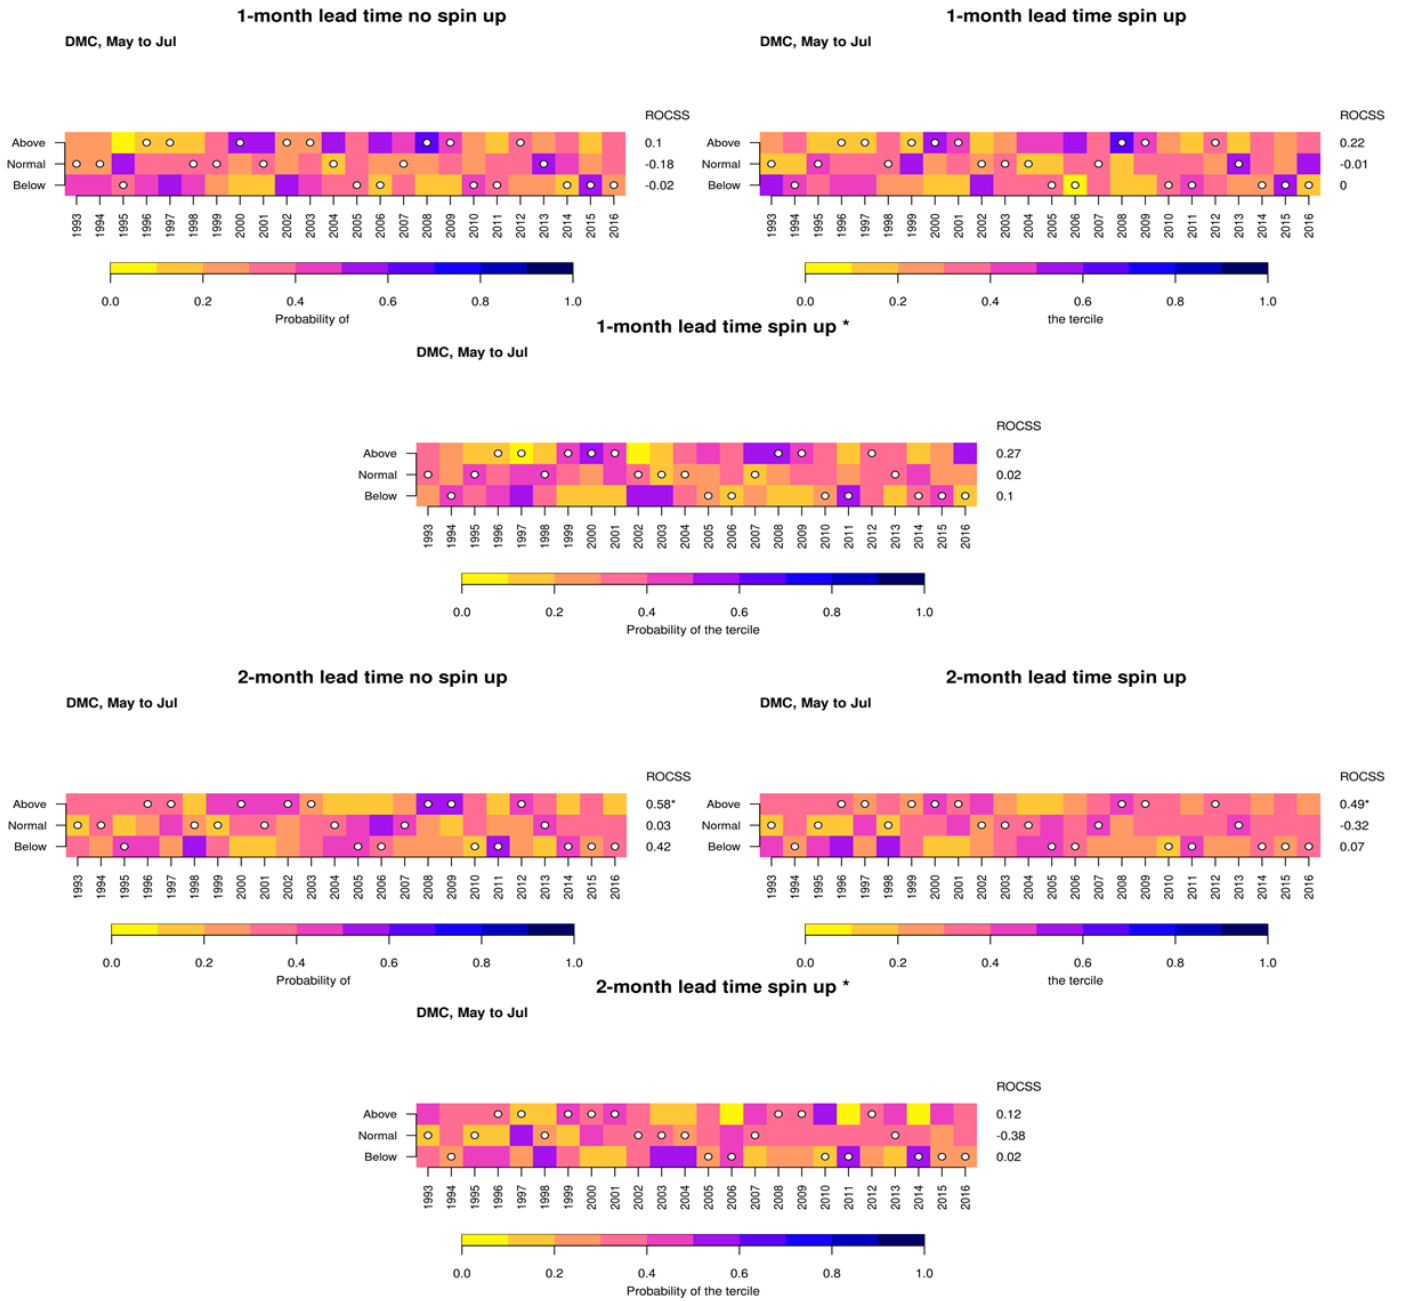 1-month lead time no spin up
DMC, May to Jul
ROCSS
Above 0.1
Normal -0.18
Below -0.02
1993 1994 1995 1996 1997 1998 1999 2000 2001 2002 2003 2004 2005 2006 2007 2008 2009 2010 2011 2012 2013 2014 2015 2016
0.0 0.2 0.4 0.6 0.8 1.0
Probability of
1-month lead time spin up
DMC, May to Jul
ROCSS
Above 0.22
Normal -0.01
Below 0
1993 1994 1995 1996 1997 1998 1999 2000 2001 2002 2003 2004 2005 2006 2007 2008 2009 2010 2011 2012 2013 2014 2015 2016
0.0 0.2 0.4 0.6 0.8 1.0
the tercile
1-month lead time spin up *
DMC, May to Jul
ROCSS
Above 0.27
Normal 0.02
Below 0.1
1993 1994 1995 1996 1997 1998 1999 2000 2001 2002 2003 2004 2005 2006 2007 2008 2009 2010 2011 2012 2013 2014 2015 2016
0.0 0.2 0.4 0.6 0.8 1.0
Probability of the tercile
2-month lead time no spin up
DMC, May to Jul
ROCSS
Above 0.58*
Normal 0.03
Below 0.42
1993 1994 1995 1996 1997 1998 1999 2000 2001 2002 2003 2004 2005 2006 2007 2008 2009 2010 2011 2012 2013 2014 2015 2016
0.0 0.2 0.4 0.6 0.8 1.0
Probability of
2-month lead time spin up
DMC, May to Jul
ROCSS
Above 0.49*
Normal -0.32
Below 0.07
1993 1994 1995 1996 1997 1998 1999 2000 2001 2002 2003 2004 2005 2006 2007 2008 2009 2010 2011 2012 2013 2014 2015 2016
0.0 0.2 0.4 0.6 0.8 1.0
the tercile
2-month lead time spin up *
DMC, May to Jul
ROCSS
Above 0.12
Normal -0.38
Below 0.02
1993 1994 1995 1996 1997 1998 1999 2000 2001 2002 2003 2004 2005 2006 2007 2008 2009 2010 2011 2012 2013 2014 2015 2016
0.0 0.2 0.4 0.6 0.8 1.0
Probability of the tercile